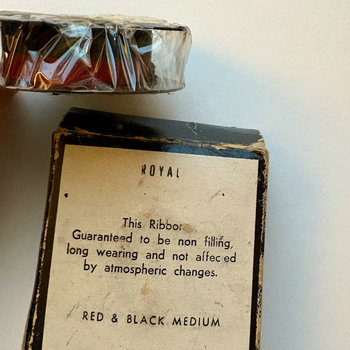 ROYAL
This Ribbon
Guaranteed to be non filling,
long wearing and not affected
by atmospheric changes.
RED & BLACK MEDIUM